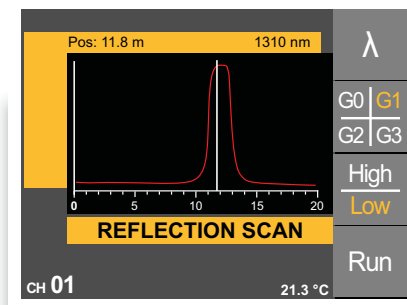 Pos: 11.8 m 1310 nm
λ
G0 G1
G2 G3
High
Low
Run
0 5 10 15 20
REFLECTION SCAN
CH 01
21.3 °C